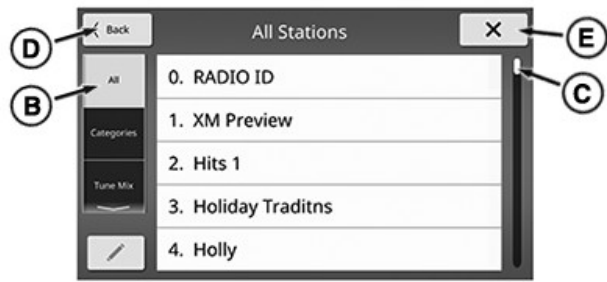 D
Back
All Stations
E
B
All
Categories
Tune Mix
0. RADIO ID
1. XM Preview
2. Hits 1
3. Holiday Traditns
4. Holly
C